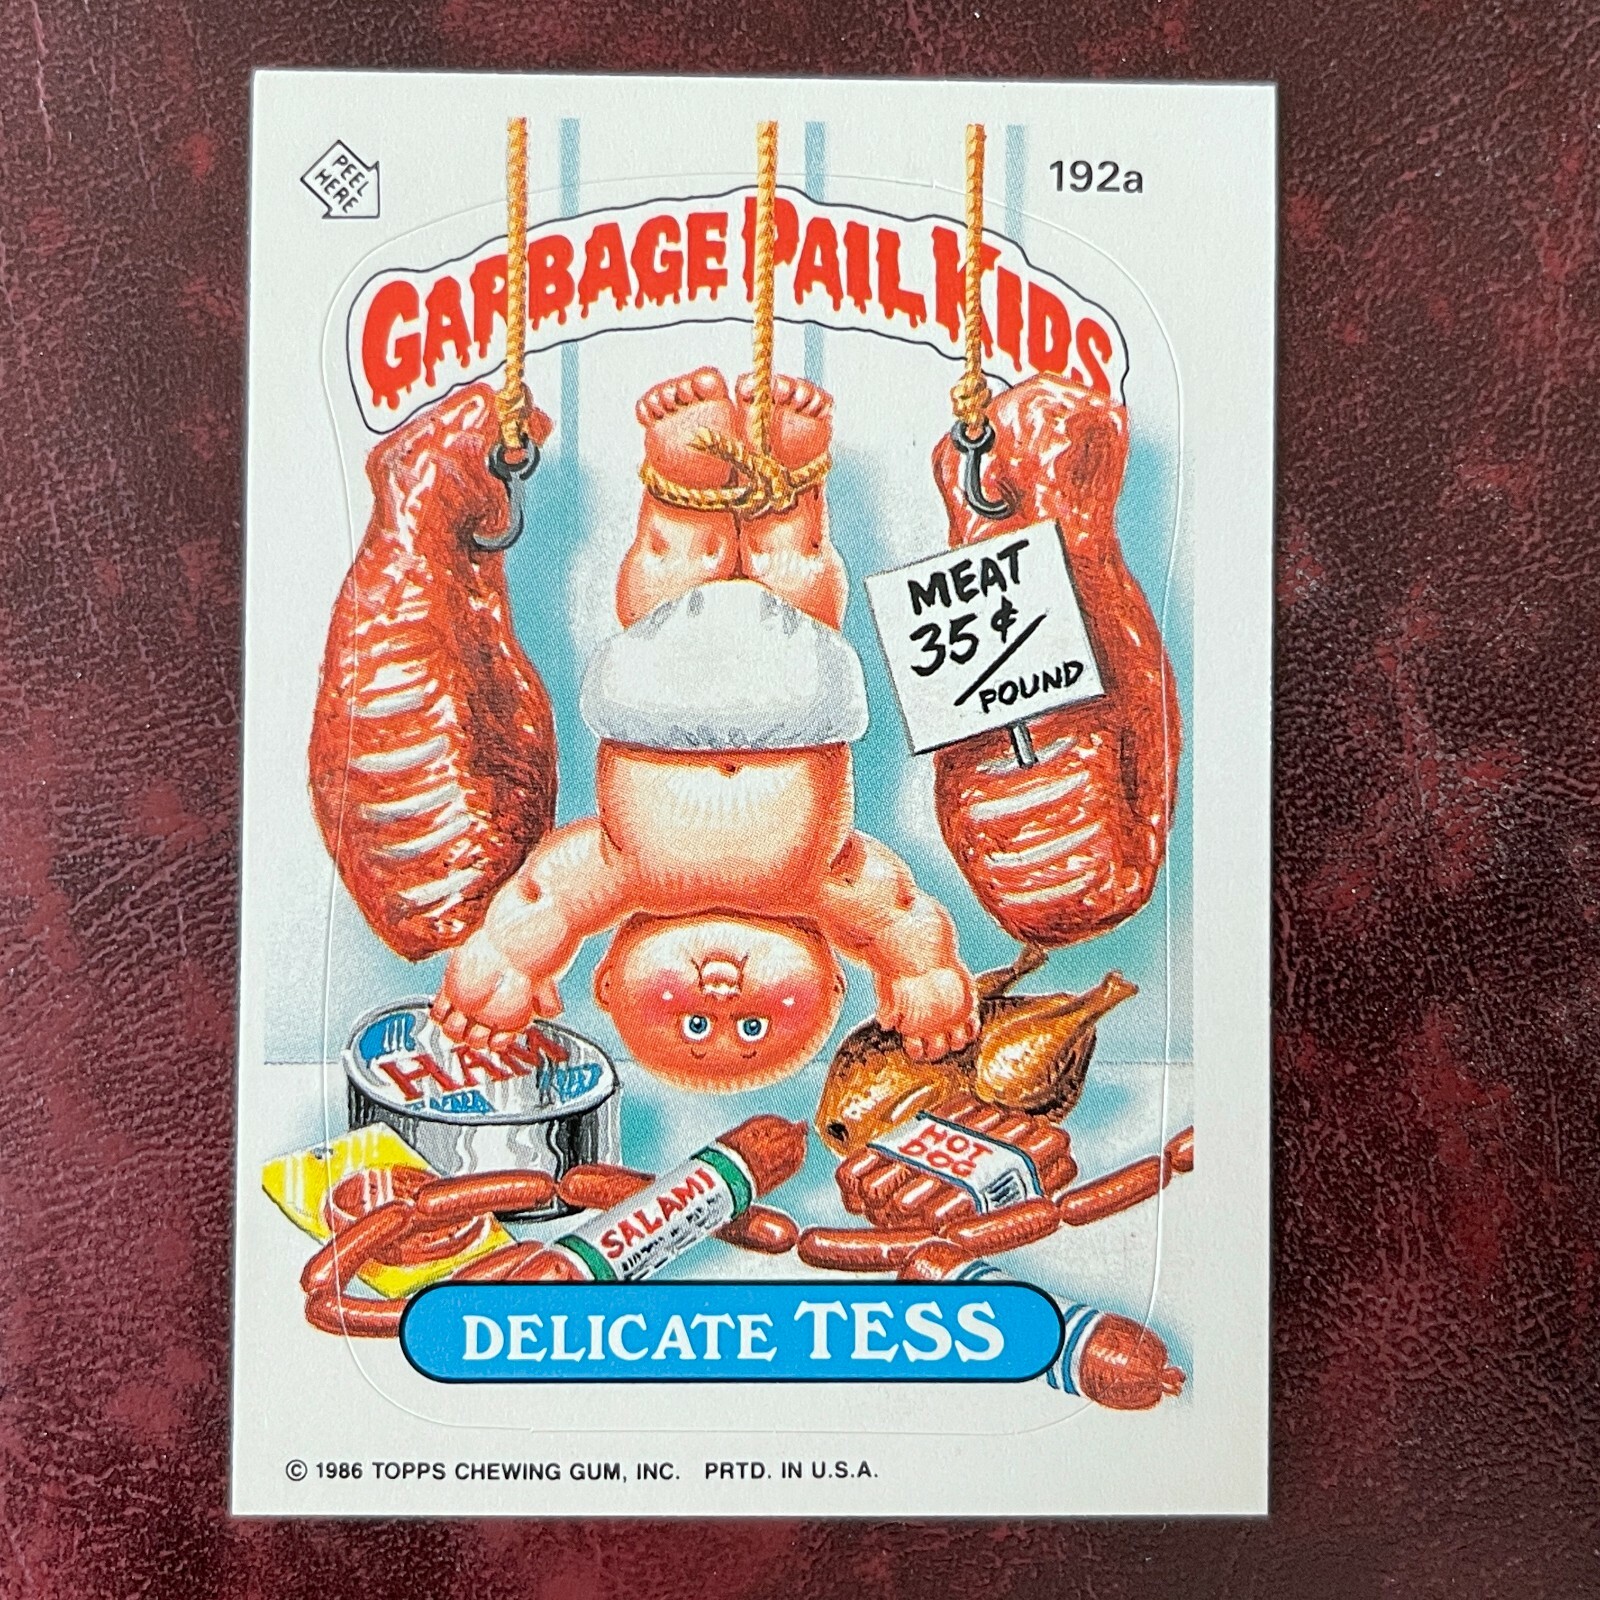 PEEL
HERE
192a
GARBAGE PAIL KIDS
MEAT
35¢/
POUND
HAM
HOT
DOG
SALAMI
DELICATE TESS
© 1986 TOPPS CHEWING GUM, INC. PRTD. IN U.S.A.